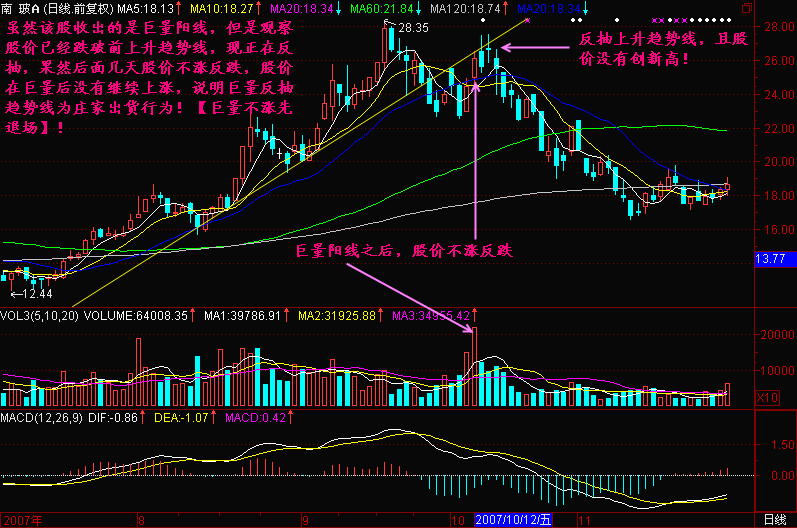 南 玻A (日线.前复权) MA5:18.13↑ MA10:18.27↑ MA20:18.34↓ MA60:21.84↓ MA120:18.74↑ MA20:18.34↓
虽然该股收出的是巨量阳线，但是观察
股价已经跌破前上升趋势线，现正在反
抽，果然后面几天股价不涨反跌，股价
在巨量后没有继续上涨，说明巨量反抽
趋势线为庄家出货行为！【巨量不涨先
退场】！
28.35
反抽上升趋势线，且股
价没有创新高！
28.00
26.00
24.00
22.00
20.00
18.00
16.00
13.77
巨量阳线之后，股价不涨反跌
12.44
VOL3(5,10,20) VOLUME:64008.35↑ MA1:39786.91↑ MA2:31925.88↑ MA3:34955.42↑
20000
10000
X10
MACD(12,26,9) DIF:-0.86↑ DEA:-1.07↑ MACD:0.42↑
1.50
0.00
2007年 8 9 10 2007/10/12/五 11 日线